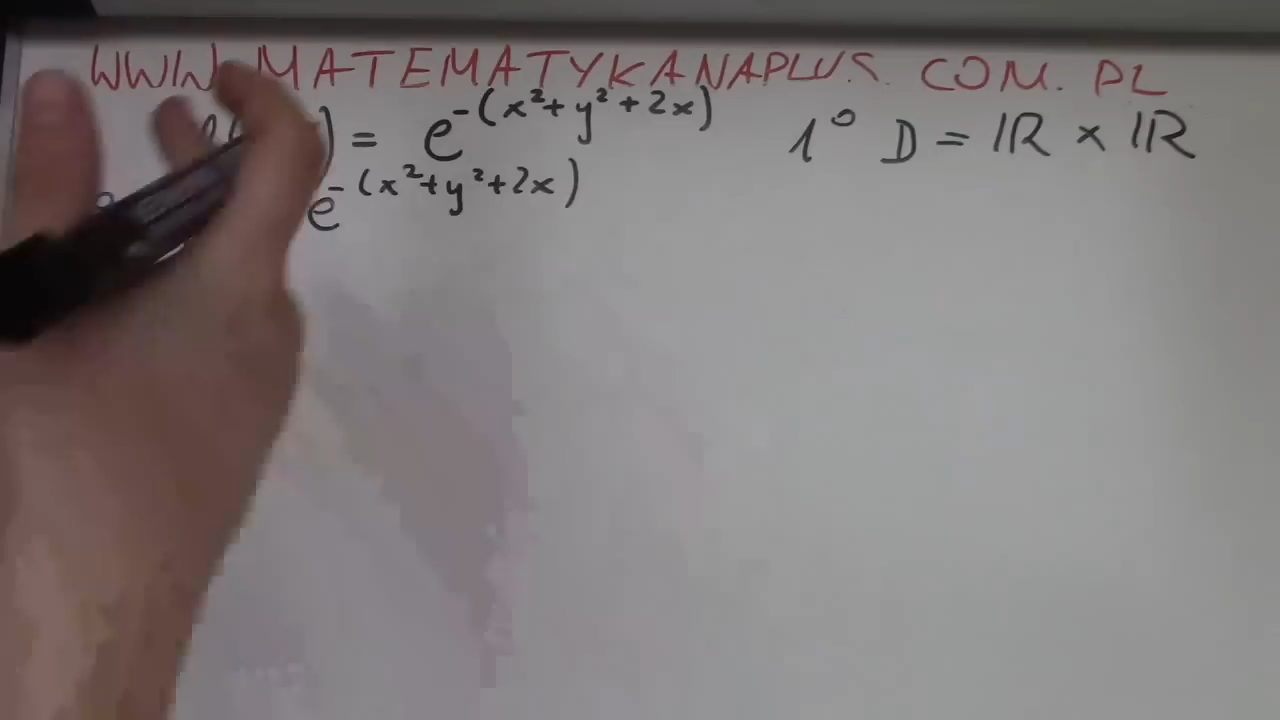 WWW.MATEMATYKANAPLUS.COM.PL
) = e^-(x²+y²+2x) 1° D = ℝ × ℝ
e^-(x²+y²+2x)